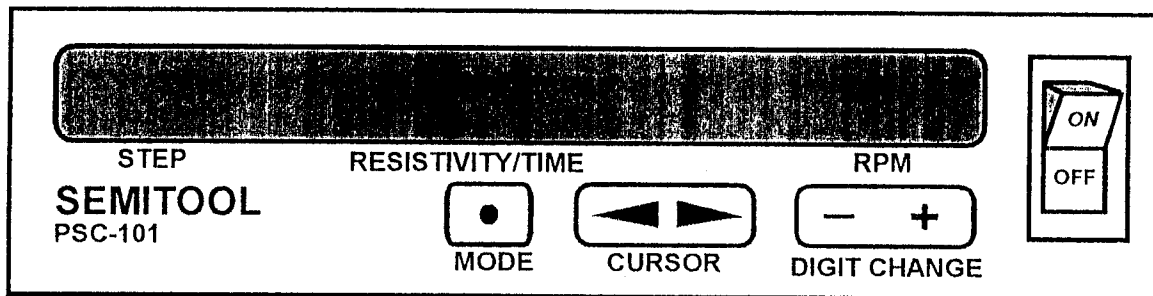 STEP RESISTIVITY/TIME RPM
SEMITOOL
PSC-101
MODE CURSOR DIGIT CHANGE
ON
OFF